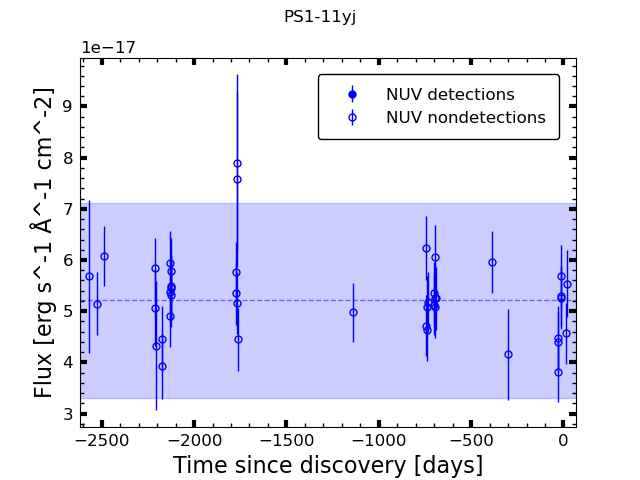 PS1-11yj
1e−17
NUV detections
NUV nondetections
9
8
7
6
5
4
3
Flux [erg s^-1 Å^-1 cm^-2]
−2500 −2000 −1500 −1000 −500 0
Time since discovery [days]